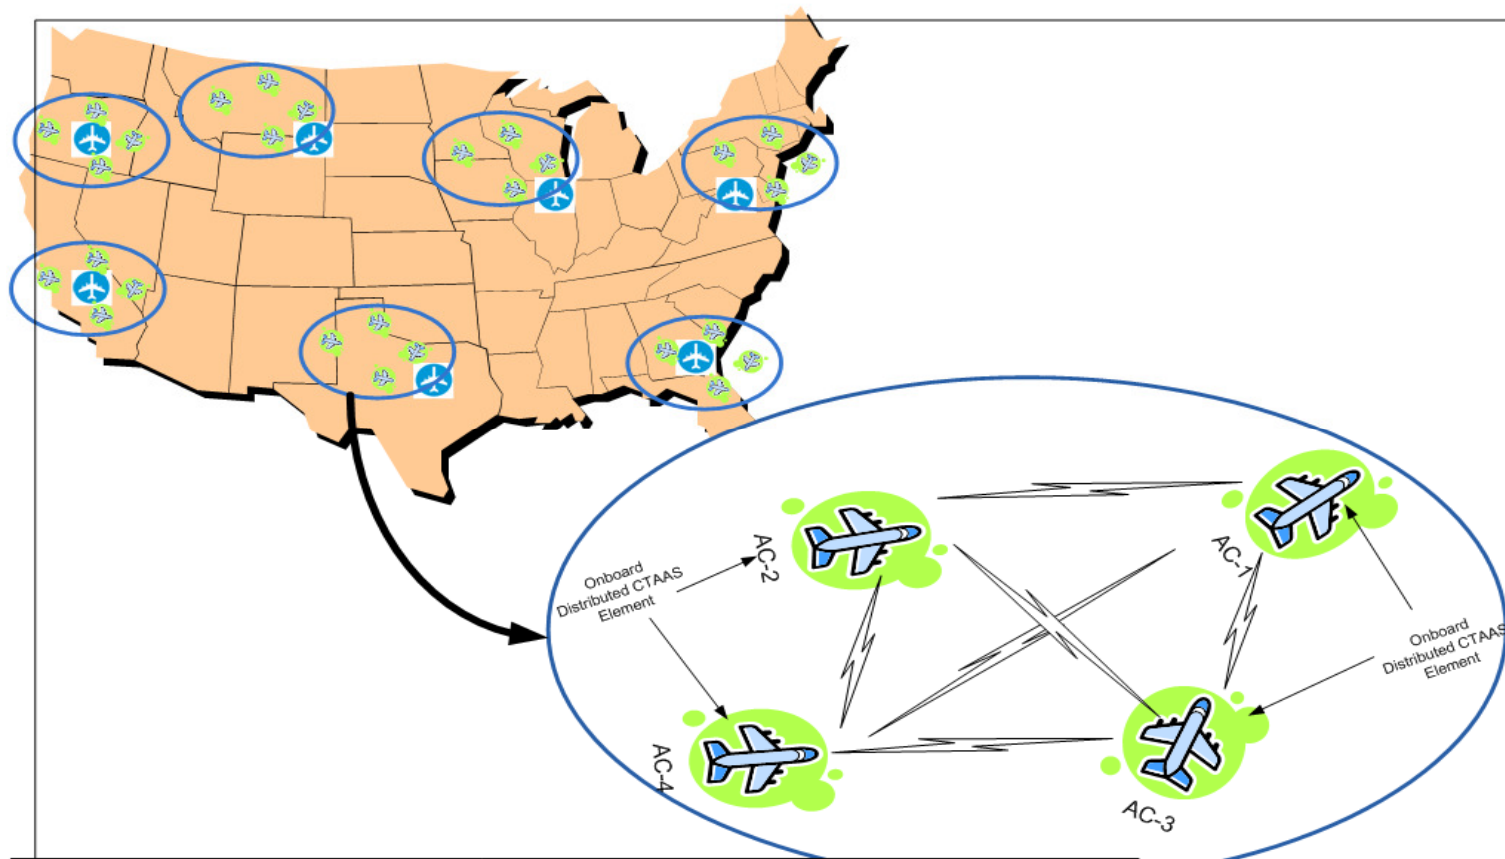 AC-2
AC-1
Onboard
Distributed CTAAS
Element
Onboard
Distributed CTAAS
Element
AC-4
AC-3